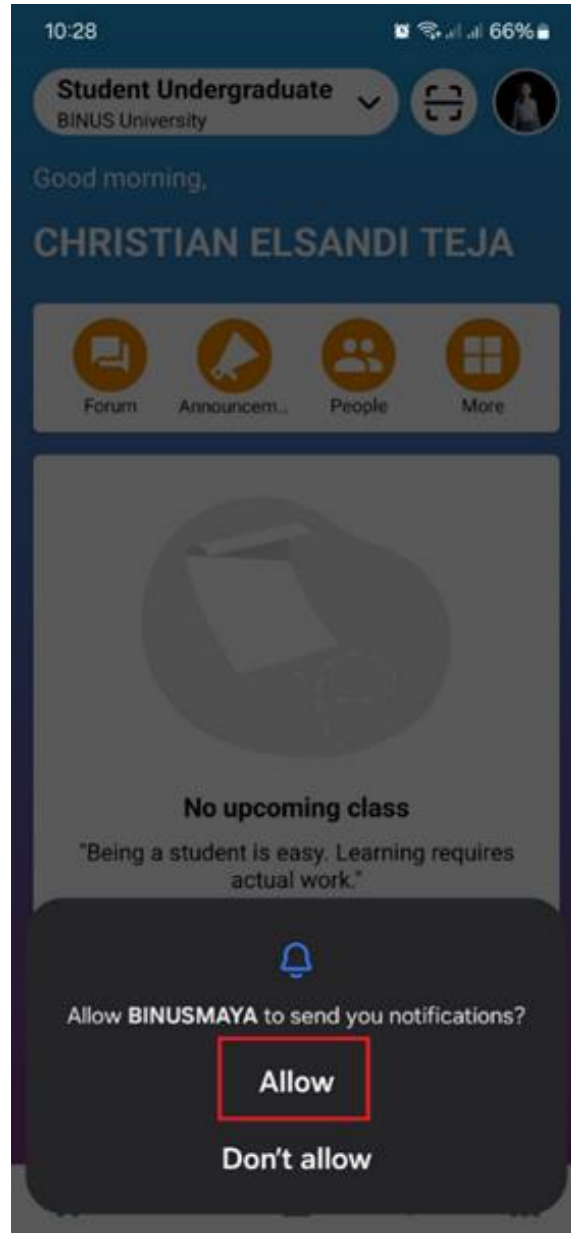 10:28
66%
Student Undergraduate
BINUS University
Good morning,
CHRISTIAN ELSANDI TEJA
Forum Announcem... People More
No upcoming class
"Being a student is easy. Learning requires
actual work."
Allow BINUSMAYA to send you notifications?
Allow
Don't allow